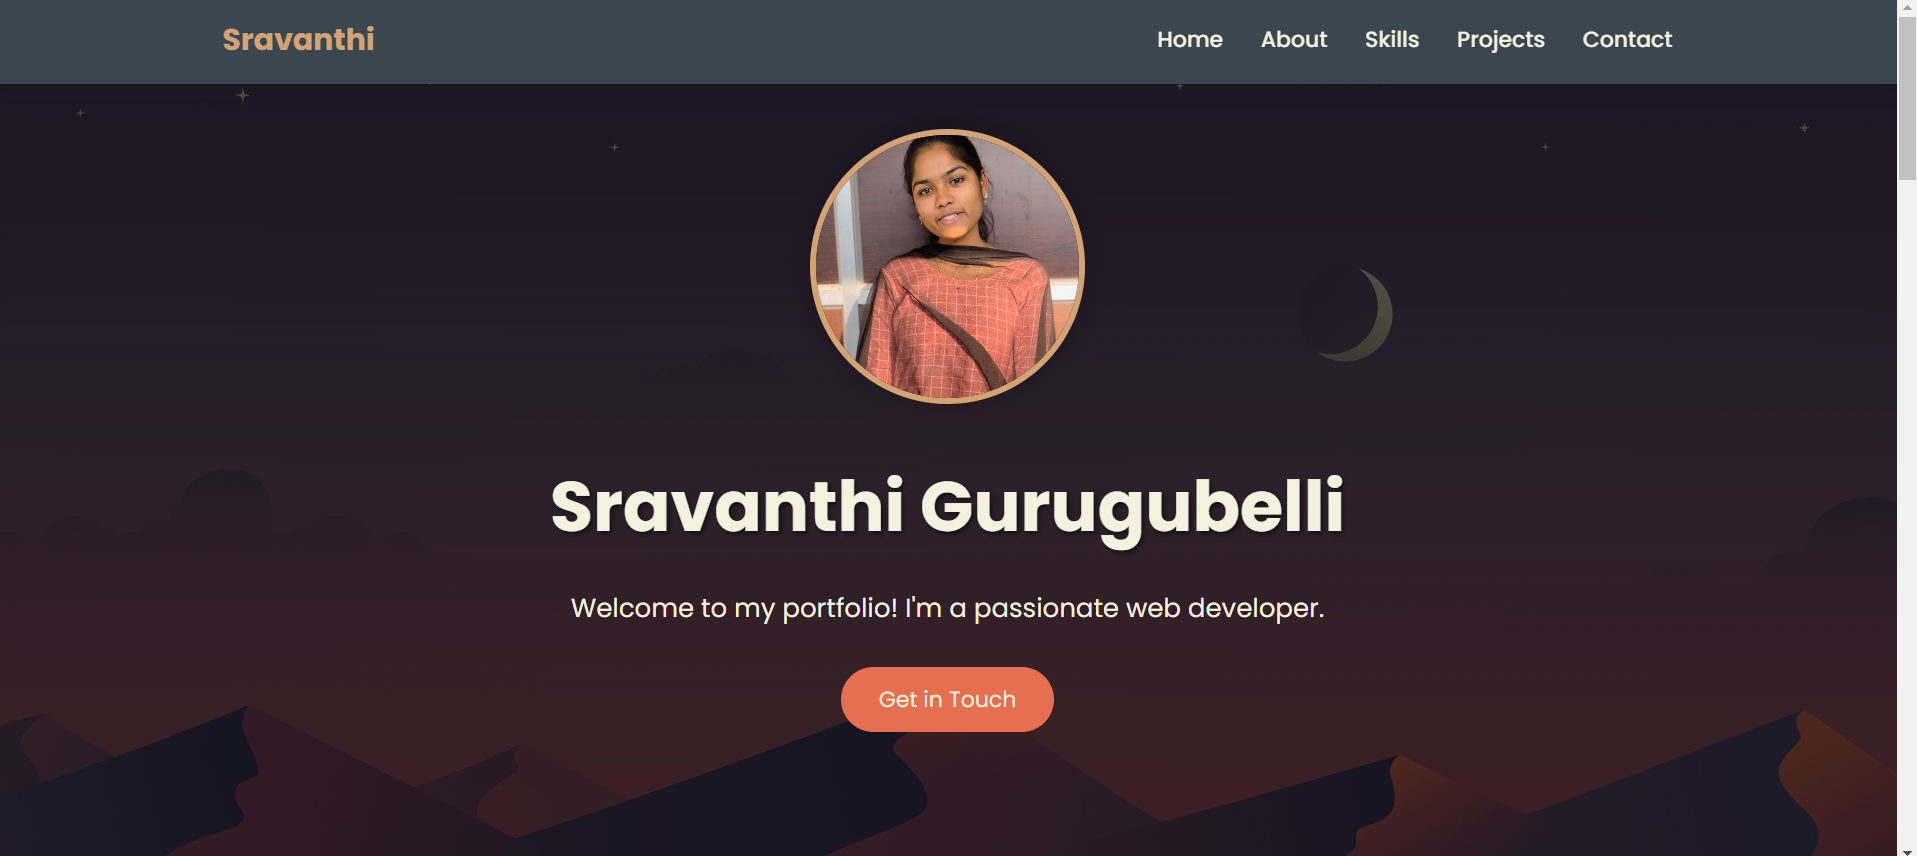 Sravanthi
Home About Skills Projects Contact
Sravanthi Gurugubelli
Welcome to my portfolio! I'm a passionate web developer.
Get in Touch